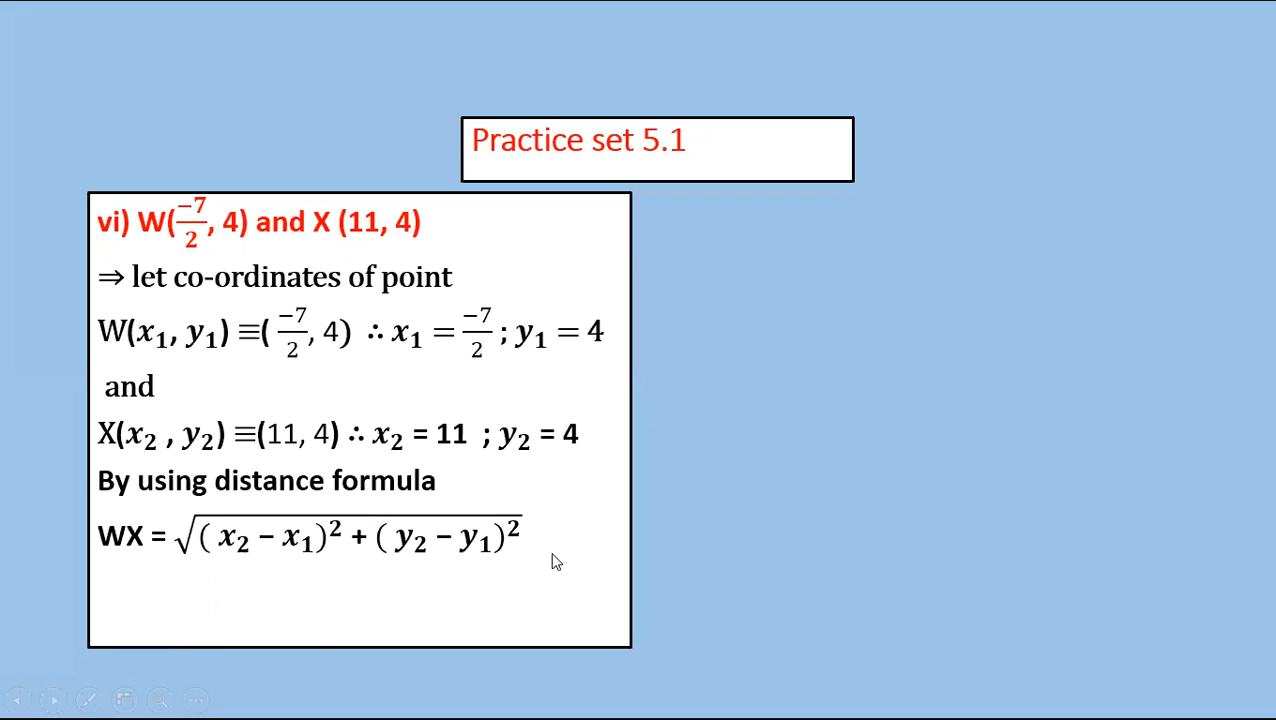 Practice set 5.1
vi) W(−7/2, 4) and X (11, 4)
⇒ let co-ordinates of point
W(x₁, y₁) ≡( −7/2, 4) ∴ x₁ = −7/2 ; y₁ = 4
and
X(x₂ , y₂) ≡(11, 4) ∴ x₂ = 11 ; y₂ = 4
By using distance formula
WX = √( x₂ − x₁)² + ( y₂ − y₁)²